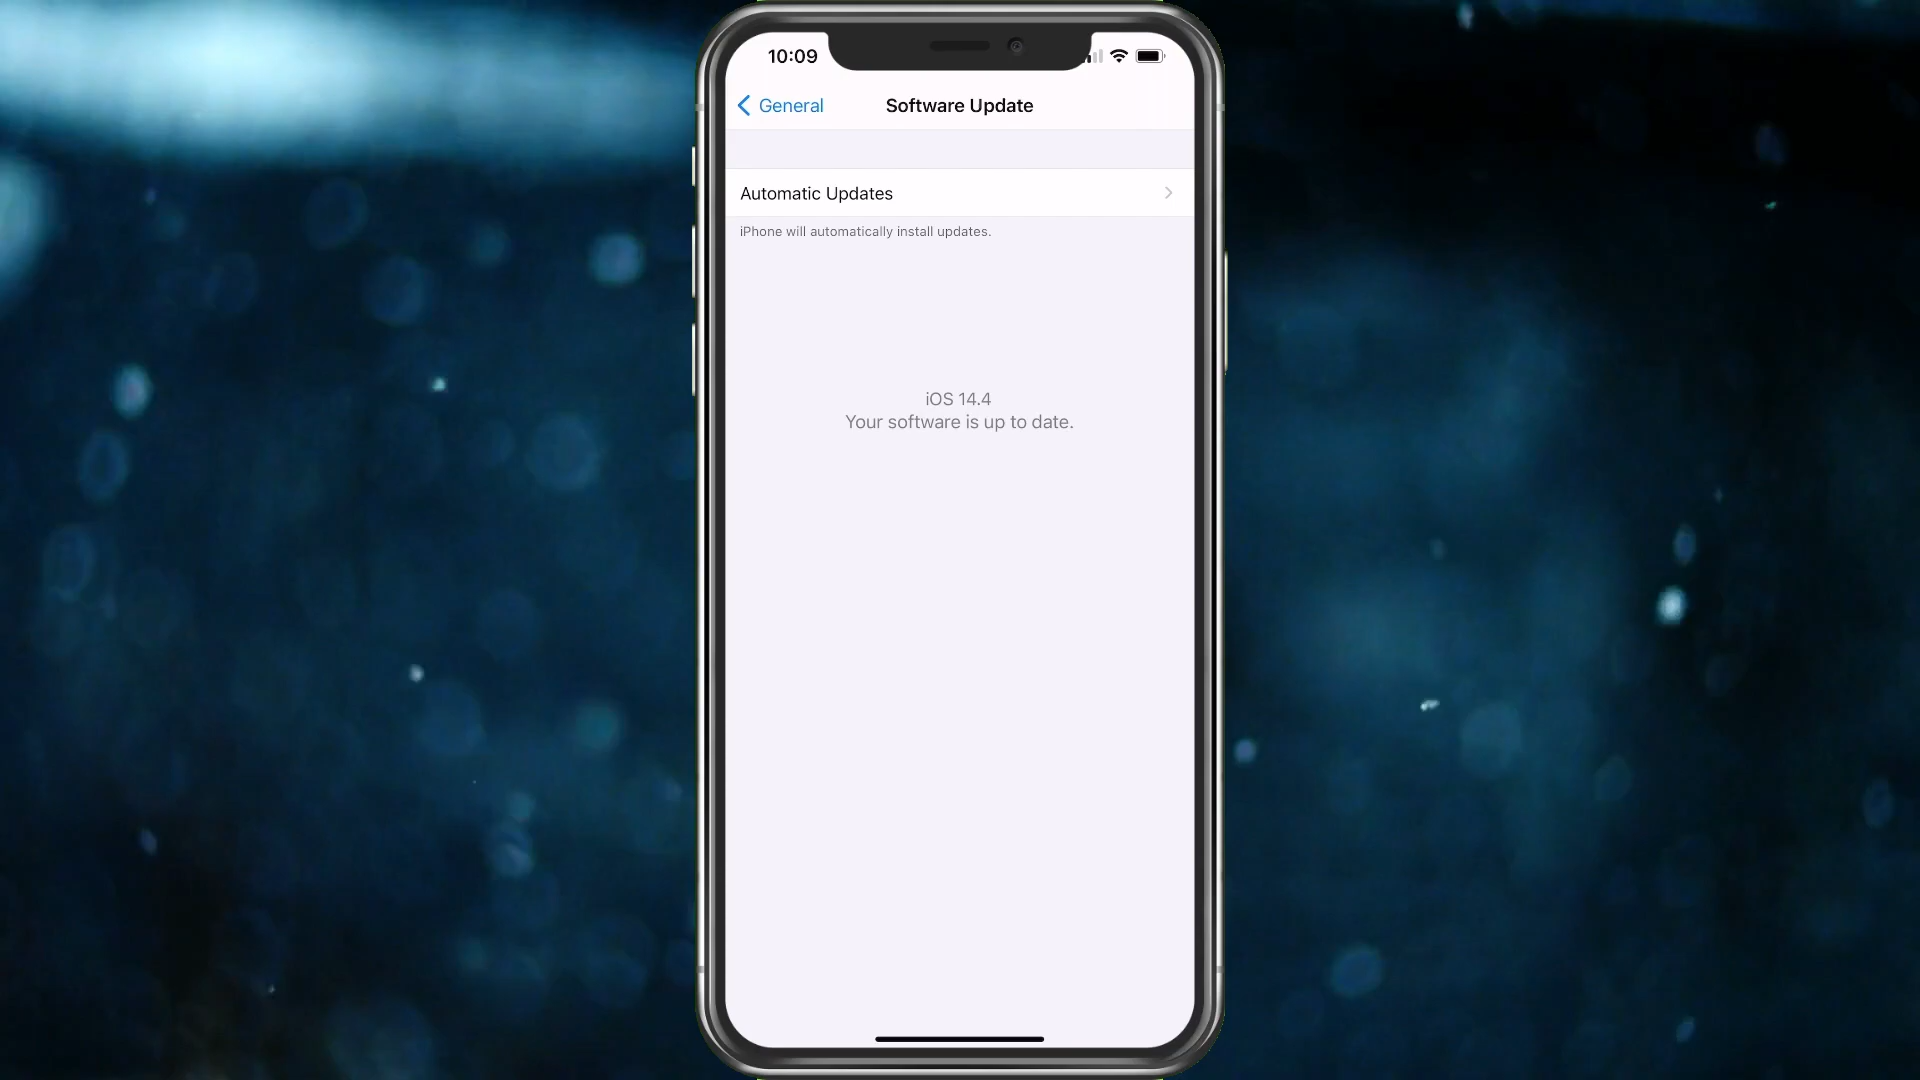 10:09
General
Software Update
Automatic Updates
iPhone will automatically install updates.
iOS 14.4
Your software is up to date.